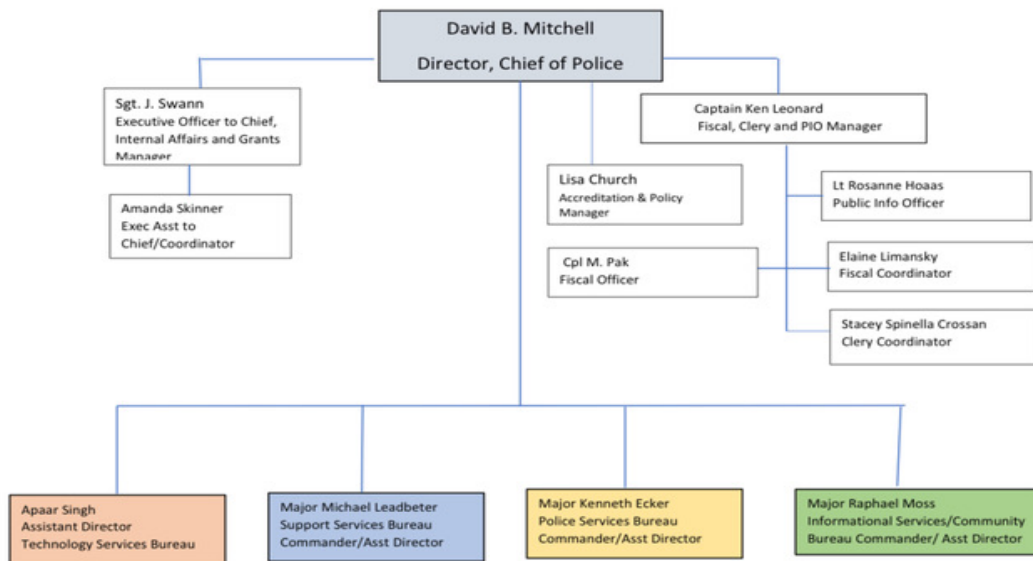 David B. Mitchell
Director, Chief of Police
Sgt. J. Swann
Executive Officer to Chief,
Internal Affairs and Grants
Manager
Amanda Skinner
Exec Asst to
Chief/Coordinator
Captain Ken Leonard
Fiscal, Clery and PIO Manager
Lisa Church
Accreditation & Policy
Manager
Lt Rosanne Hoaas
Public Info Officer
Cpl M. Pak
Fiscal Officer
Elaine Limansky
Fiscal Coordinator
Stacey Spinella Crossan
Clery Coordinator
Apaar Singh
Assistant Director
Technology Services Bureau
Major Michael Leadbeter
Support Services Bureau
Commander/Asst Director
Major Kenneth Ecker
Police Services Bureau
Commander/Asst Director
Major Raphael Moss
Informational Services/Community
Bureau Commander/ Asst Director